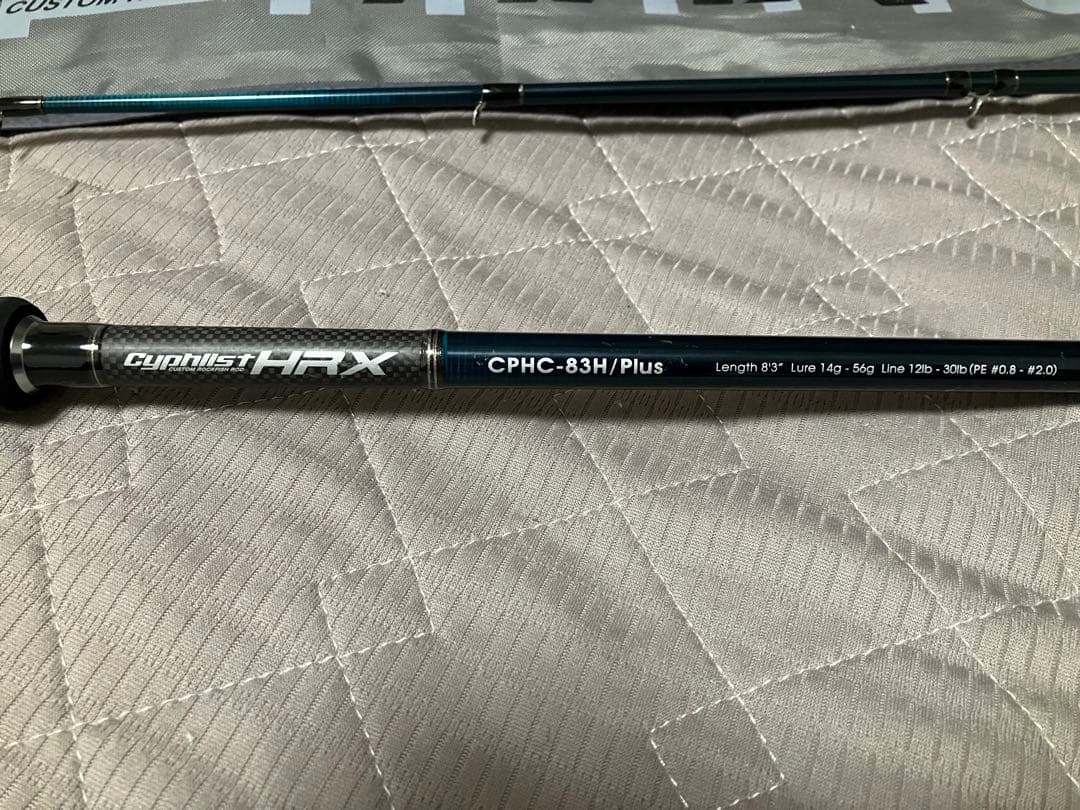 CUSTOM
Cyphlist HRX
CUSTOM ROCKFISH ROD
CPHC-83H/Plus Length 8'3" Lure 14g - 56g Line 12lb - 30lb(PE #0.8 - #2.0)